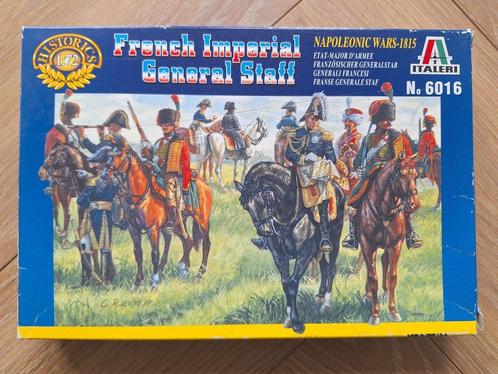 HISTORICS
1:72
French Imperial
General Staff
NAPOLEONIC WARS-1815
ETAT-MAJOR D'ARMEE
FRANZÖSISCHER GENERALSTAB
GENERALI FRANCESI
FRANSE GENERALE STAF
ITALERI
No 6016